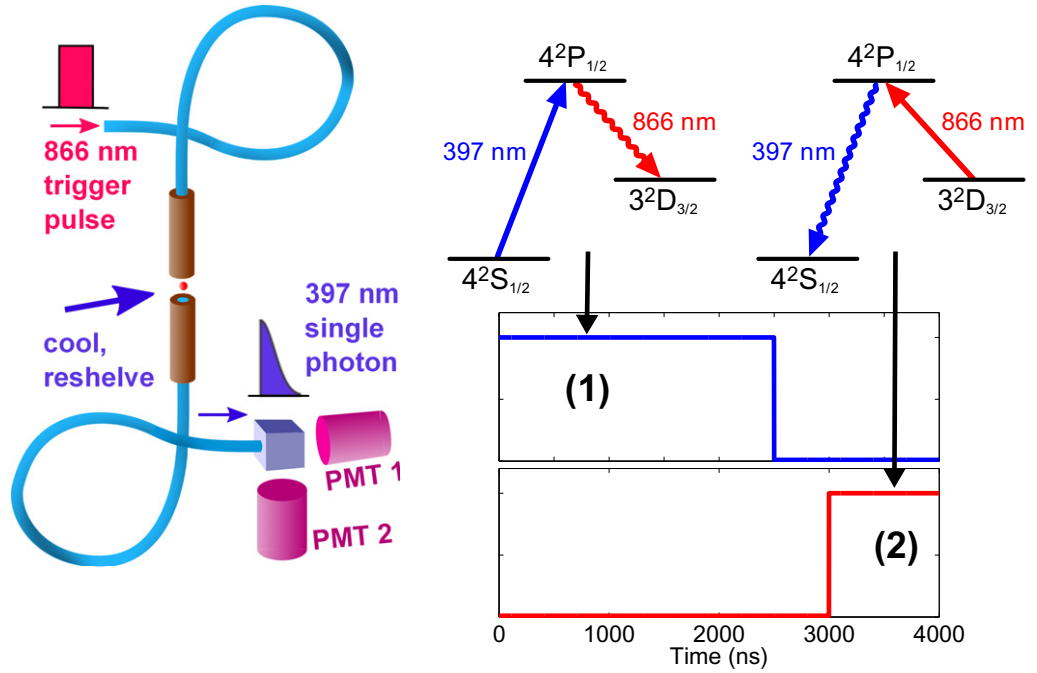 866 nm
trigger
pulse
cool,
reshelve
397 nm
single
photon
PMT 1
PMT 2
4²P₁/₂
397 nm
866 nm
3²D₃/₂
4²S₁/₂
4²P₁/₂
397 nm
866 nm
3²D₃/₂
4²S₁/₂
(1)
(2)
0 1000 2000 3000 4000
Time (ns)